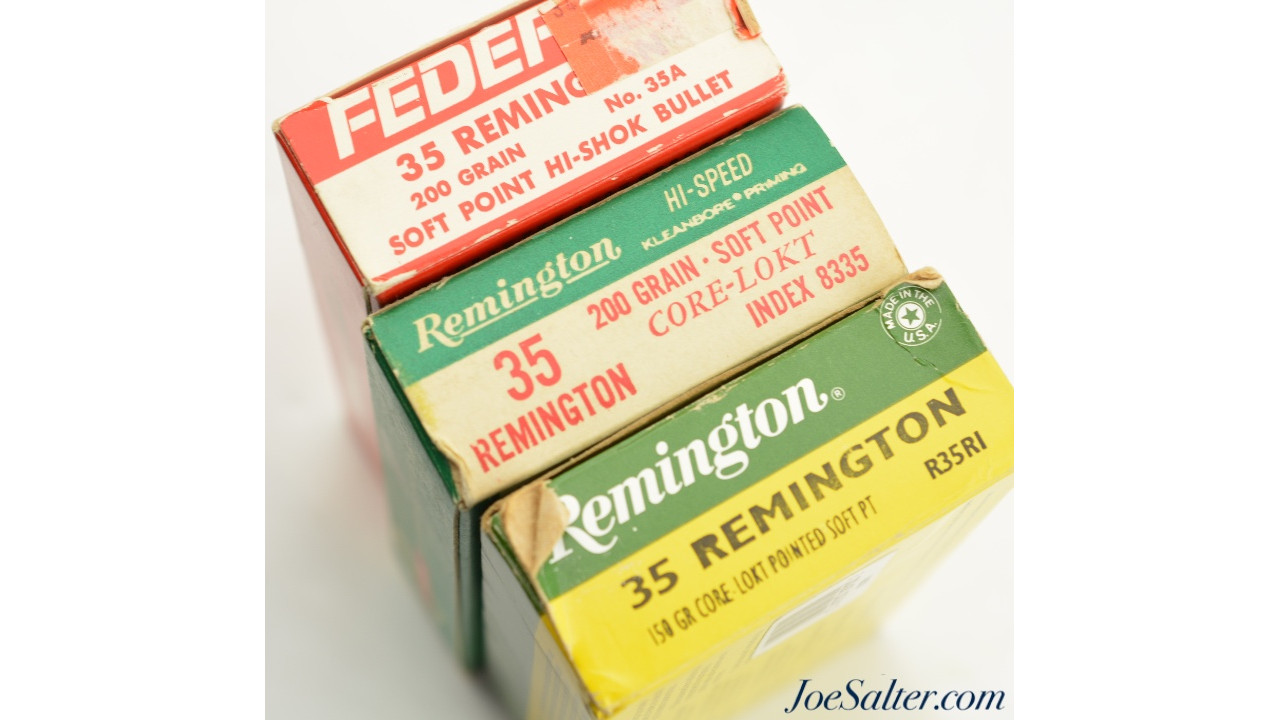 FEDER
35 REMING
No. 35A
200 GRAIN
SOFT POINT HI-SHOK BULLET
Remington
HI-SPEED
KLEANBORE® PRIMING
35
REMINGTON
200 GRAIN · SOFT POINT
CORE-LOKT
INDEX 8335
MADE IN THE U.S.A.
Remington®
35 REMINGTON
R35R1
150 GR CORE-LOKT POINTED SOFT PT
JoeSalter.com